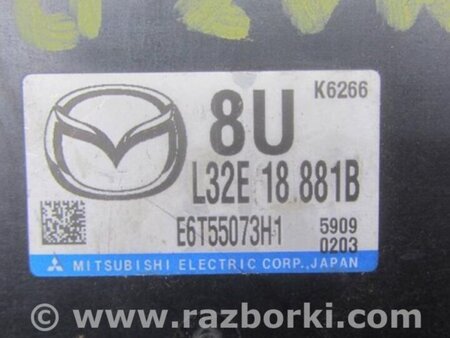 K6266
8U
L32E 18 881B
E6T55073H1
5909
0203
MITSUBISHI ELECTRIC CORP., JAPAN
© www.razborki.com